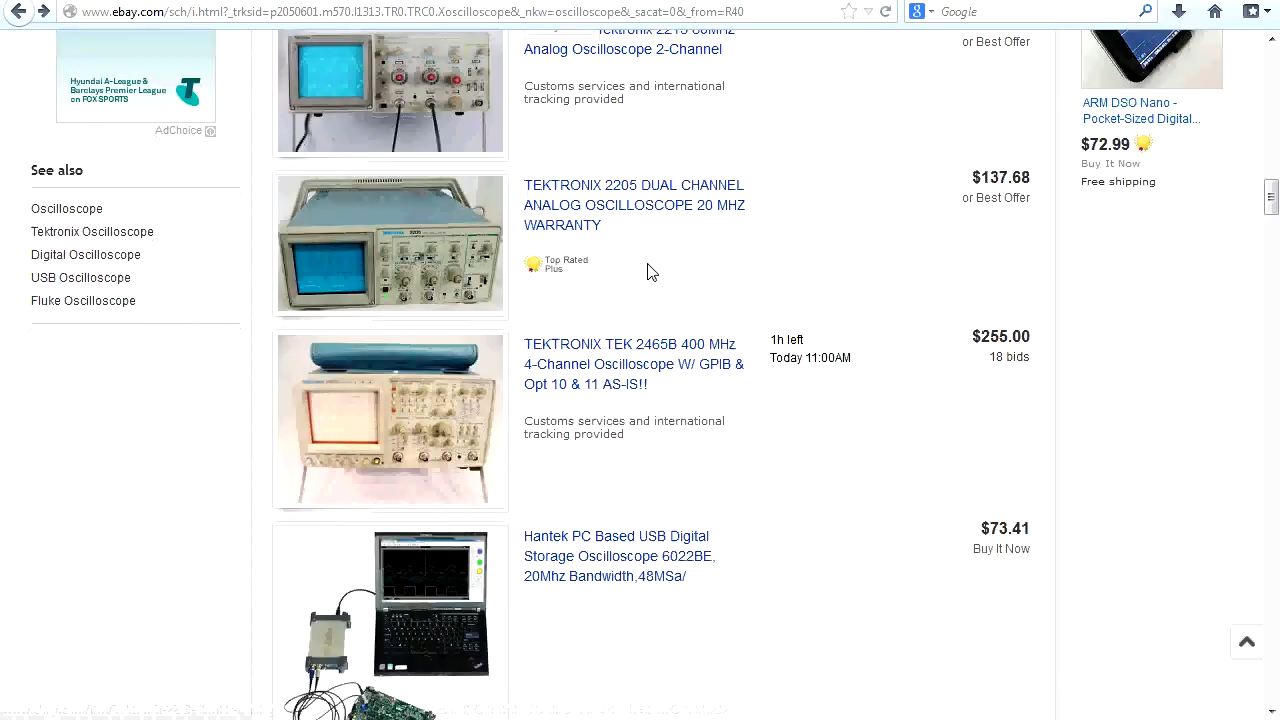 www.ebay.com/sch/i.html?_trksid=p2050601.m570.l1313.TR0.TRC0.Xoscilloscope&_nkw=oscilloscope&_sacat=0&_from=R40
Google
Hyundai A-League &
Barclays Premier League
on FOX SPORTS
AdChoice
See also
Oscilloscope
Tektronix Oscilloscope
Digital Oscilloscope
USB Oscilloscope
Fluke Oscilloscope
Tektronix 2213 60MHz
Analog Oscilloscope 2-Channel
or Best Offer
Customs services and international
tracking provided
TEKTRONIX 2205 DUAL CHANNEL
ANALOG OSCILLOSCOPE 20 MHZ
WARRANTY
$137.68
or Best Offer
Top Rated
Plus
TEKTRONIX TEK 2465B 400 MHz
4-Channel Oscilloscope W/ GPIB &
Opt 10 & 11 AS-IS!!
1h left
Today 11:00AM
$255.00
18 bids
Customs services and international
tracking provided
Hantek PC Based USB Digital
Storage Oscilloscope 6022BE,
20Mhz Bandwidth,48MSa/
$73.41
Buy It Now
ARM DSO Nano -
Pocket-Sized Digital...
$72.99
Buy It Now
Free shipping